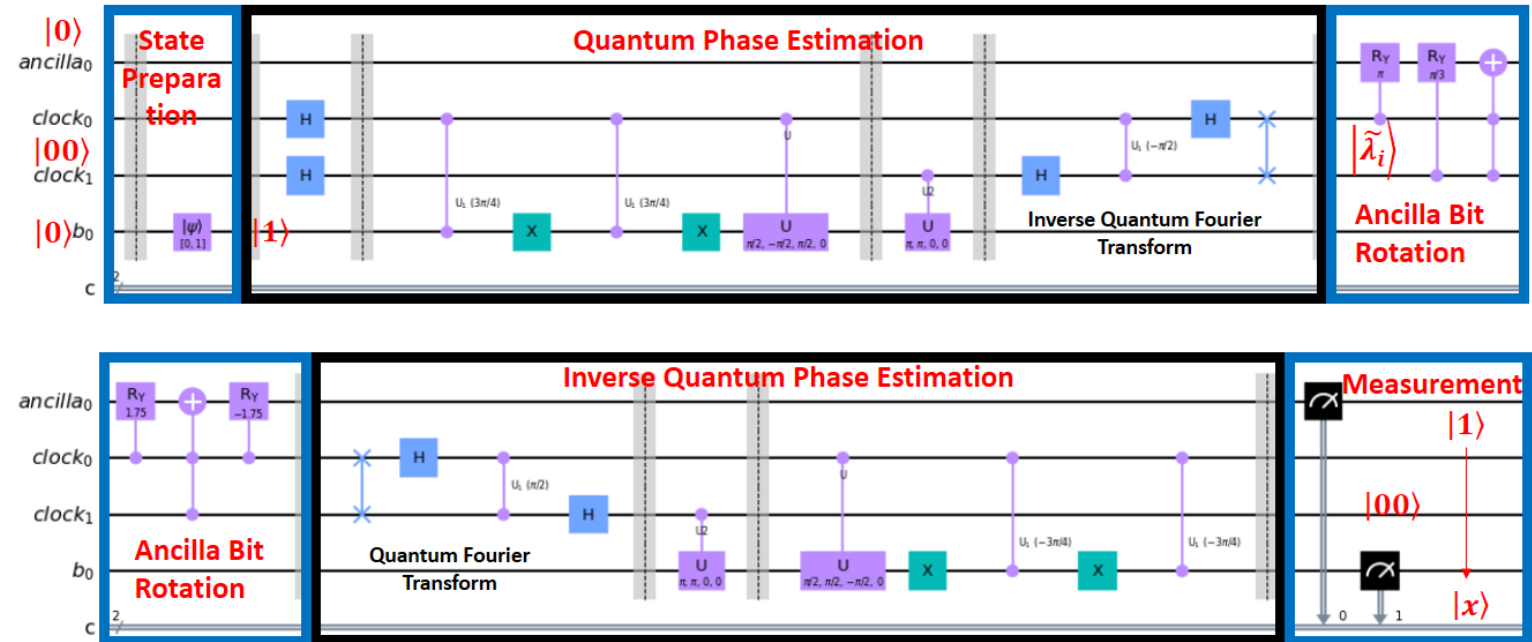 |0⟩
State
Prepara
tion
Quantum Phase Estimation
ancilla₀
R_Y
π
R_Y
π/3
clock₀
H
U
H
|00⟩
U₁ (−π/2)
|λ̃ᵢ⟩
clock₁
H
U2
H
U₁ (3π/4)
U₁ (3π/4)
|0⟩ b₀
|ψ⟩
[0, 1]
|1⟩
X
X
U
π/2, −π/2, π/2, 0
U
π, π, 0, 0
Inverse Quantum Fourier
Transform
Ancilla Bit
Rotation
c
2
Inverse Quantum Phase Estimation
Measurement
ancilla₀
R_Y
1.75
R_Y
−1.75
|1⟩
clock₀
H
U
U₁ (π/2)
|00⟩
clock₁
H
U2
U₁ (−3π/4)
U₁ (−3π/4)
Ancilla Bit
Rotation
Quantum Fourier
Transform
b₀
U
π, π, 0, 0
U
π/2, π/2, −π/2, 0
X
X
|x⟩
c
2
0
1